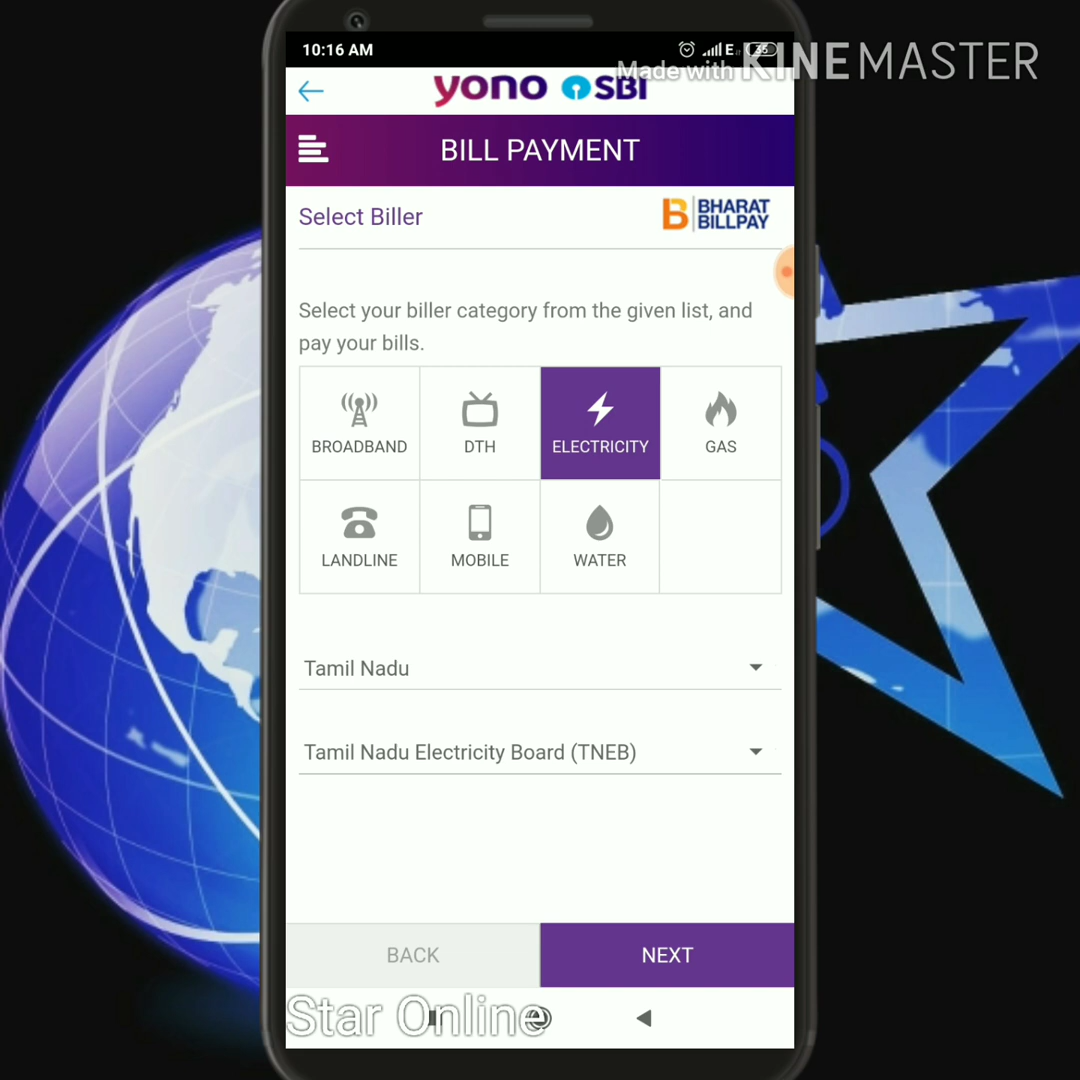 10:16 AM
E
35
Made with KINEMASTER
yono SBI
BILL PAYMENT
Select Biller
BHARAT
BILLPAY
Select your biller category from the given list, and
pay your bills.
BROADBAND
DTH
ELECTRICITY
GAS
LANDLINE
MOBILE
WATER
Tamil Nadu
Tamil Nadu Electricity Board (TNEB)
BACK
NEXT
Star Online